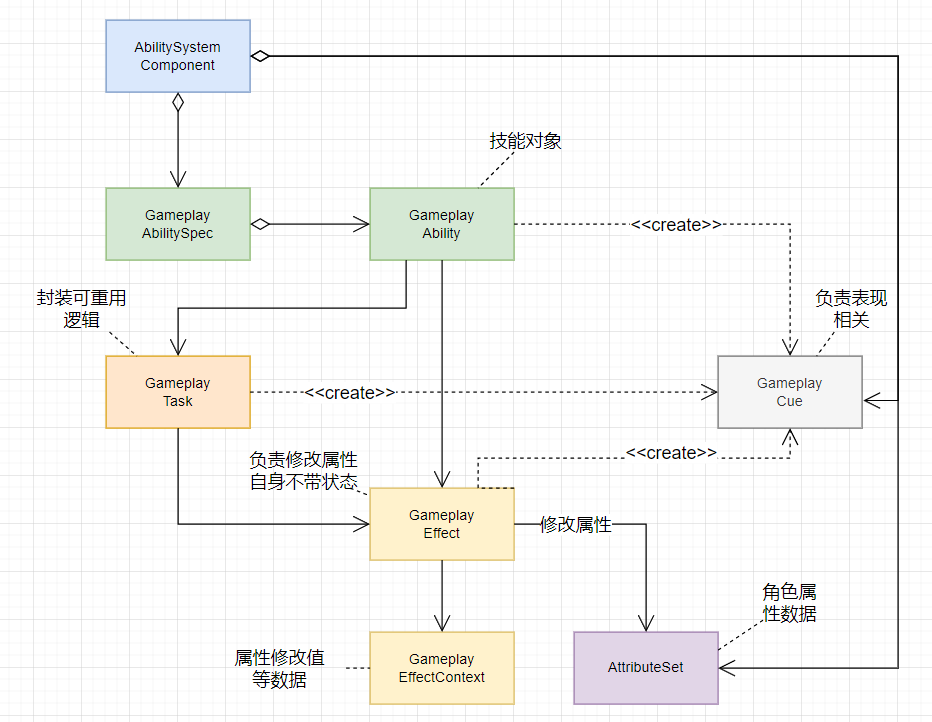 AbilitySystem
Component
技能对象
Gameplay
AbilitySpec
Gameplay
Ability
<<create>>
封装可重用
逻辑
负责表现
相关
Gameplay
Task
<<create>>
Gameplay
Cue
负责修改属性
自身不带状态
<<create>>
Gameplay
Effect
修改属性
角色属
性数据
属性修改值
等数据
Gameplay
EffectContext
AttributeSet